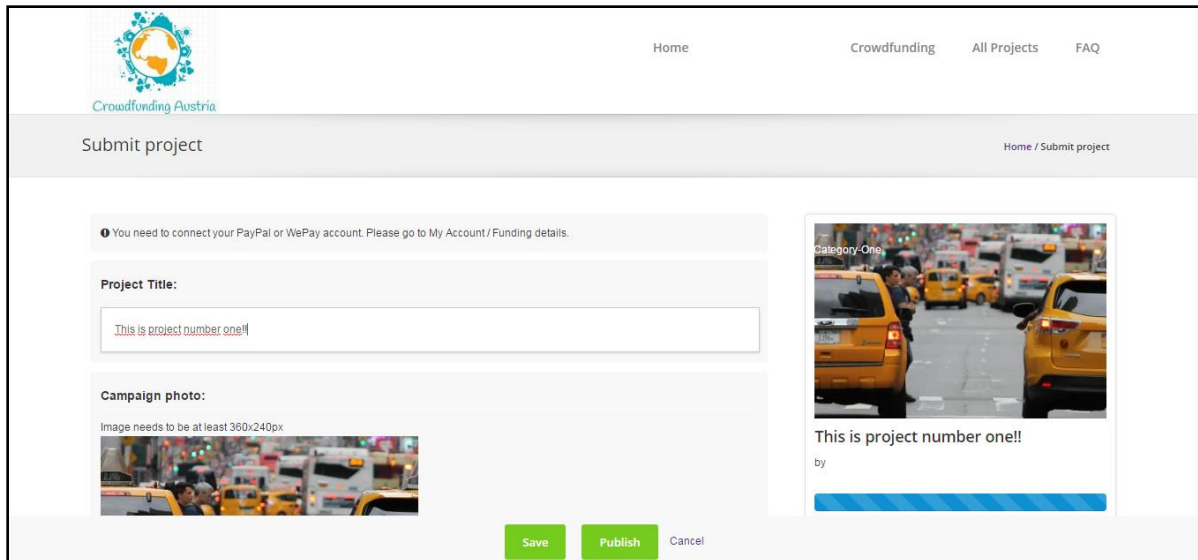 Home
Crowdfunding
All Projects
FAQ
Crowdfunding Austria
Submit project
Home / Submit project
You need to connect your PayPal or WePay account. Please go to My Account / Funding details.
Project Title:
This is project number one!!
Campaign photo:
Image needs to be at least 360x240px
Category-One
This is project number one!!
by
Save
Publish
Cancel